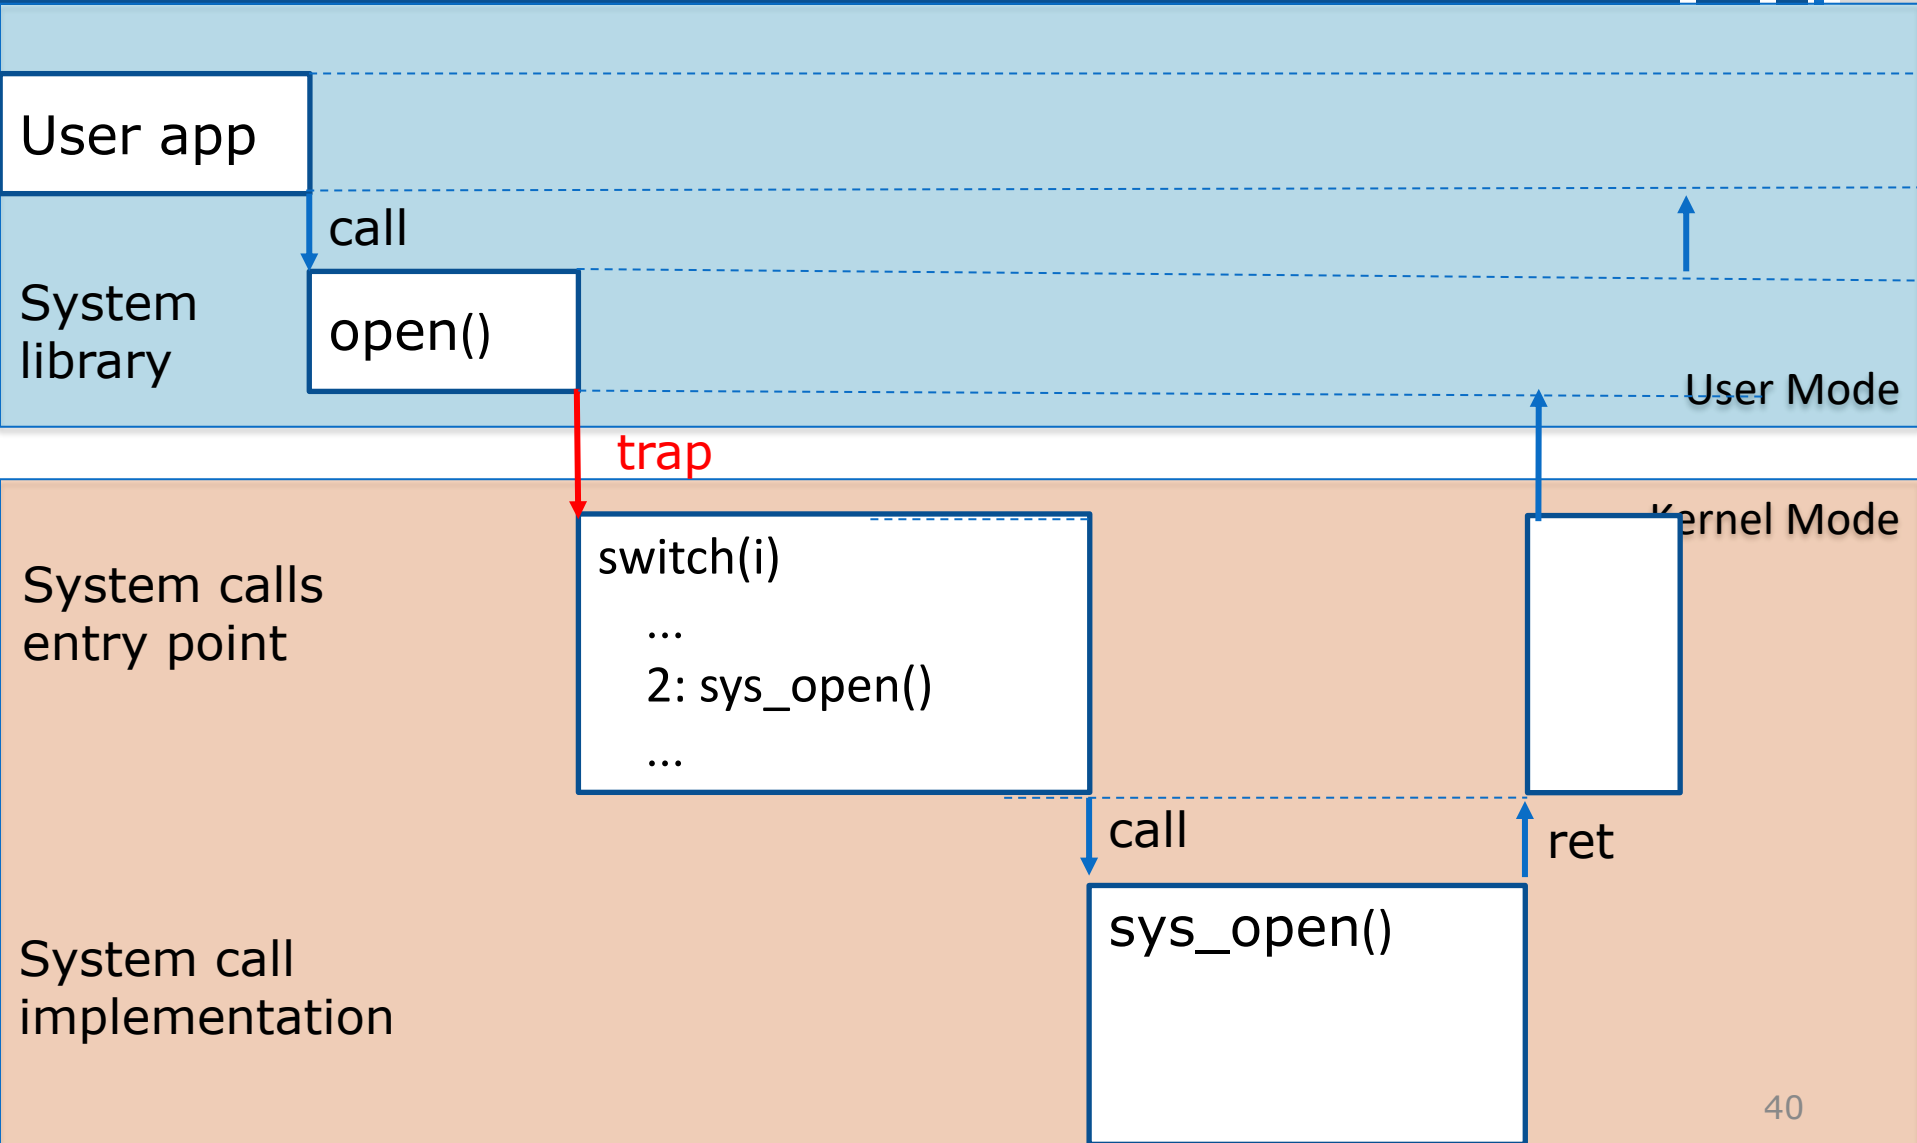 User app
call
System
library
open()
User Mode
trap
Kernel Mode
System calls
entry point
switch(i)
...
2: sys_open()
...
call
ret
System call
implementation
sys_open()
40